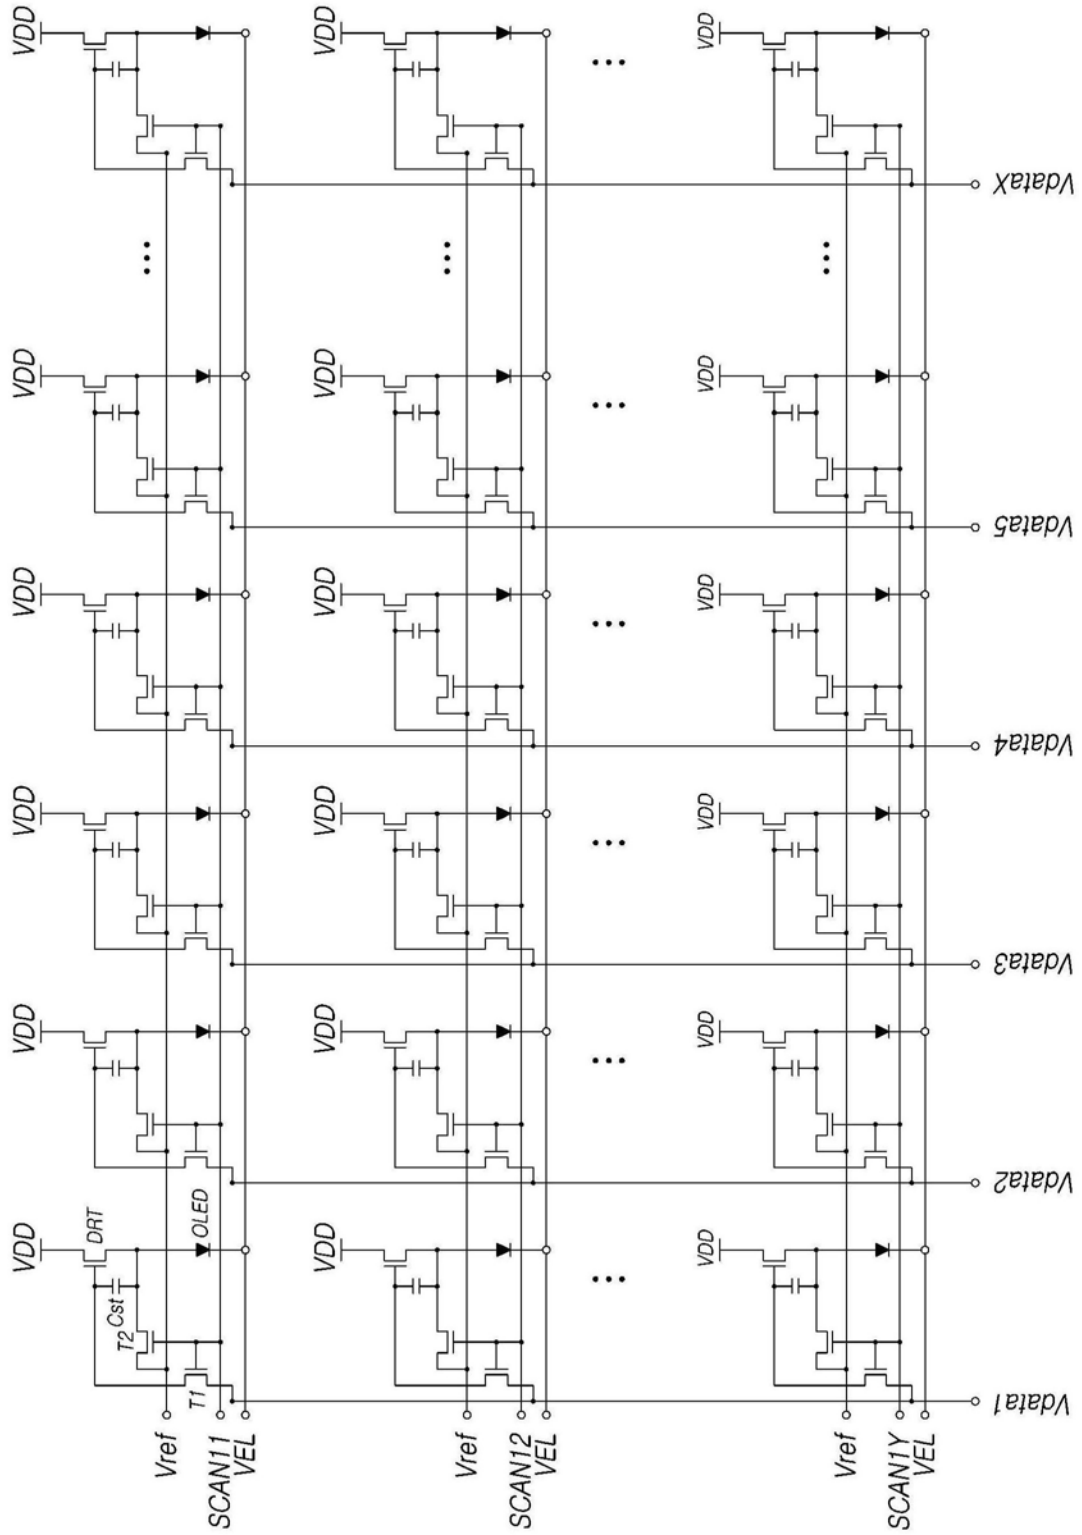 VDD VDD VDD
VdataX
VDD VDD VDD
Vdata5
VDD VDD VDD
Vdata4
VDD VDD VDD
Vdata3
VDD VDD VDD
Vdata2
VDD DRT OLED VDD VDD
Cst
T2
T1
Vdata1
Vref SCAN11 VEL
Vref SCAN12 VEL
Vref SCAN1Y VEL